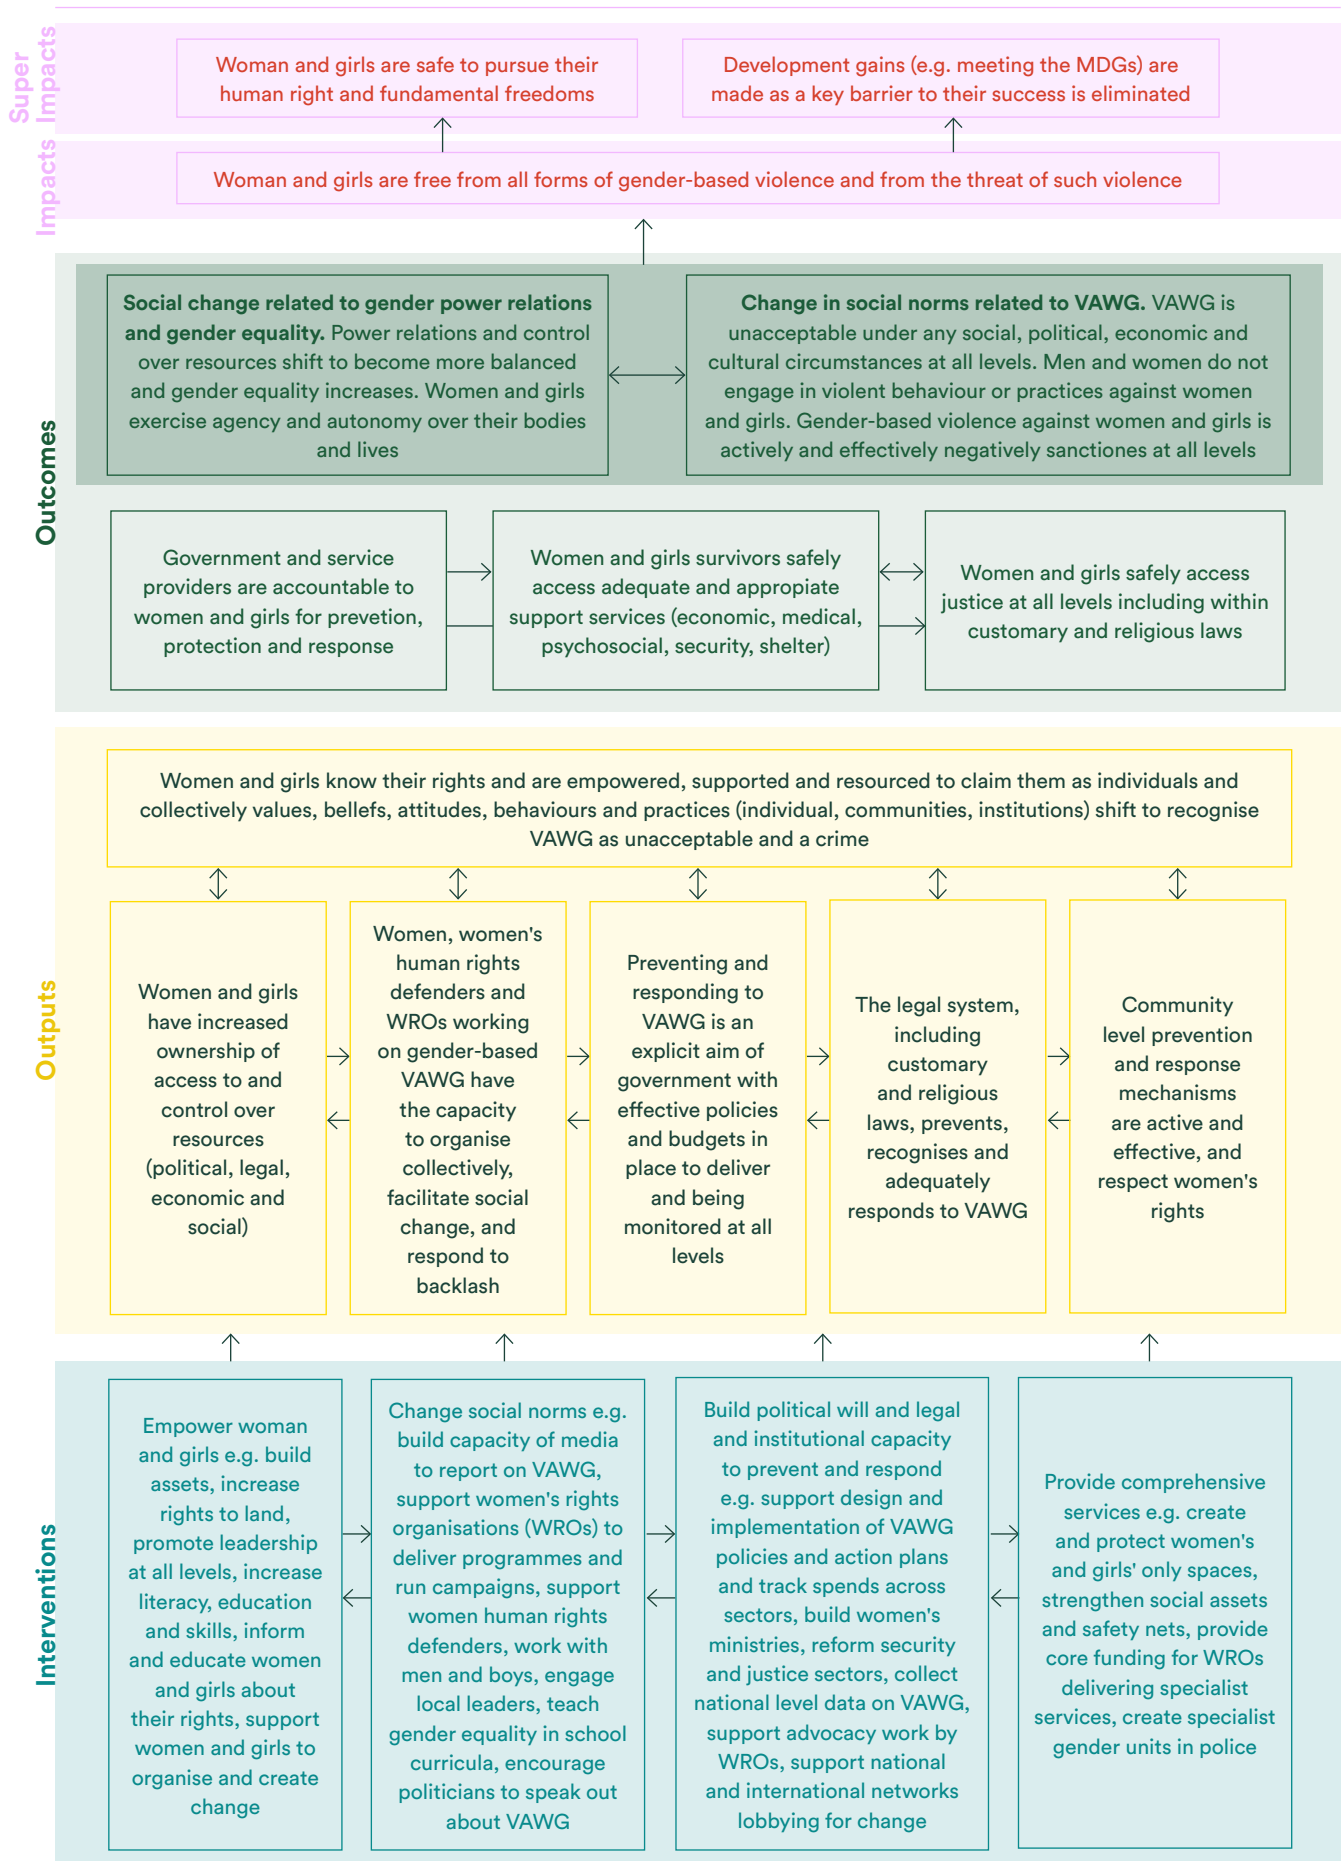 Super
Impacts
Woman and girls are safe to pursue their
human right and fundamental freedoms
Development gains (e.g. meeting the MDGs) are
made as a key barrier to their success is eliminated
Impacts
Woman and girls are free from all forms of gender-based violence and from the threat of such violence
Outcomes
Social change related to gender power relations
and gender equality. Power relations and control
over resources shift to become more balanced
and gender equality increases. Women and girls
exercise agency and autonomy over their bodies
and lives
Change in social norms related to VAWG. VAWG is
unacceptable under any social, political, economic and
cultural circumstances at all levels. Men and women do not
engage in violent behaviour or practices against women
and girls. Gender-based violence against women and girls is
actively and effectively negatively sanctiones at all levels
Government and service
providers are accountable to
women and girls for prevetion,
protection and response
Women and girls survivors safely
access adequate and appropiate
support services (economic, medical,
psychosocial, security, shelter)
Women and girls safely access
justice at all levels including within
customary and religious laws
Outputs
Women and girls know their rights and are empowered, supported and resourced to claim them as individuals and
collectively values, beliefs, attitudes, behaviours and practices (individual, communities, institutions) shift to recognise
VAWG as unacceptable and a crime
Women and girls
have increased
ownership of
access to and
control over
resources
(political, legal,
economic and
social)
Women, women's
human rights
defenders and
WROs working
on gender-based
VAWG have
the capacity
to organise
collectively,
facilitate social
change, and
respond to
backlash
Preventing and
responding to
VAWG is an
explicit aim of
government with
effective policies
and budgets in
place to deliver
and being
monitored at all
levels
The legal system,
including
customary
and religious
laws, prevents,
recognises and
adequately
responds to VAWG
Community
level prevention
and response
mechanisms
are active and
effective, and
respect women's
rights
Interventions
Empower woman
and girls e.g. build
assets, increase
rights to land,
promote leadership
at all levels, increase
literacy, education
and skills, inform
and educate women
and girls about
their rights, support
women and girls to
organise and create
change
Change social norms e.g.
build capacity of media
to report on VAWG,
support women's rights
organisations (WROs) to
deliver programmes and
run campaigns, support
women human rights
defenders, work with
men and boys, engage
local leaders, teach
gender equality in school
curricula, encourage
politicians to speak out
about VAWG
Build political will and legal
and institutional capacity
to prevent and respond
e.g. support design and
implementation of VAWG
policies and action plans
and track spends across
sectors, build women's
ministries, reform security
and justice sectors, collect
national level data on VAWG,
support advocacy work by
WROs, support national
and international networks
lobbying for change
Provide comprehensive
services e.g. create
and protect women's
and girls' only spaces,
strengthen social assets
and safety nets, provide
core funding for WROs
delivering specialist
services, create specialist
gender units in police